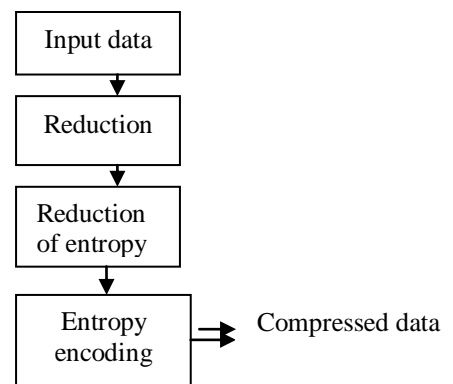 Input data
Reduction
Reduction
of entropy
Entropy
encoding
Compressed data